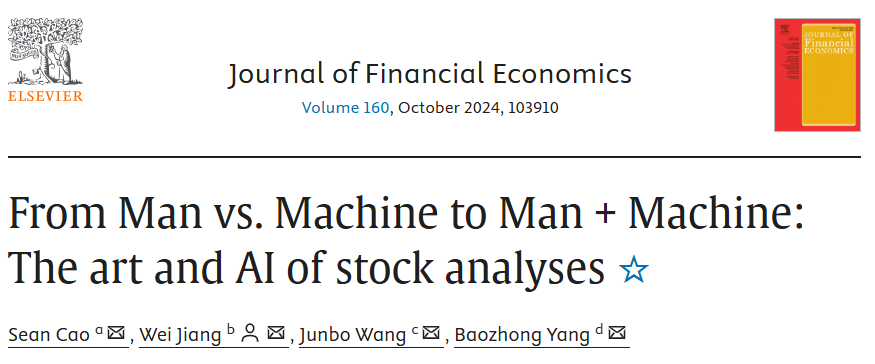 Journal of Financial Economics
Volume 160, October 2024, 103910
ELSEVIER
JOURNAL OF
Financial
ECONOMICS
From Man vs. Machine to Man + Machine:
The art and AI of stock analyses
Sean Cao a, Wei Jiang b, Junbo Wang c, Baozhong Yang d